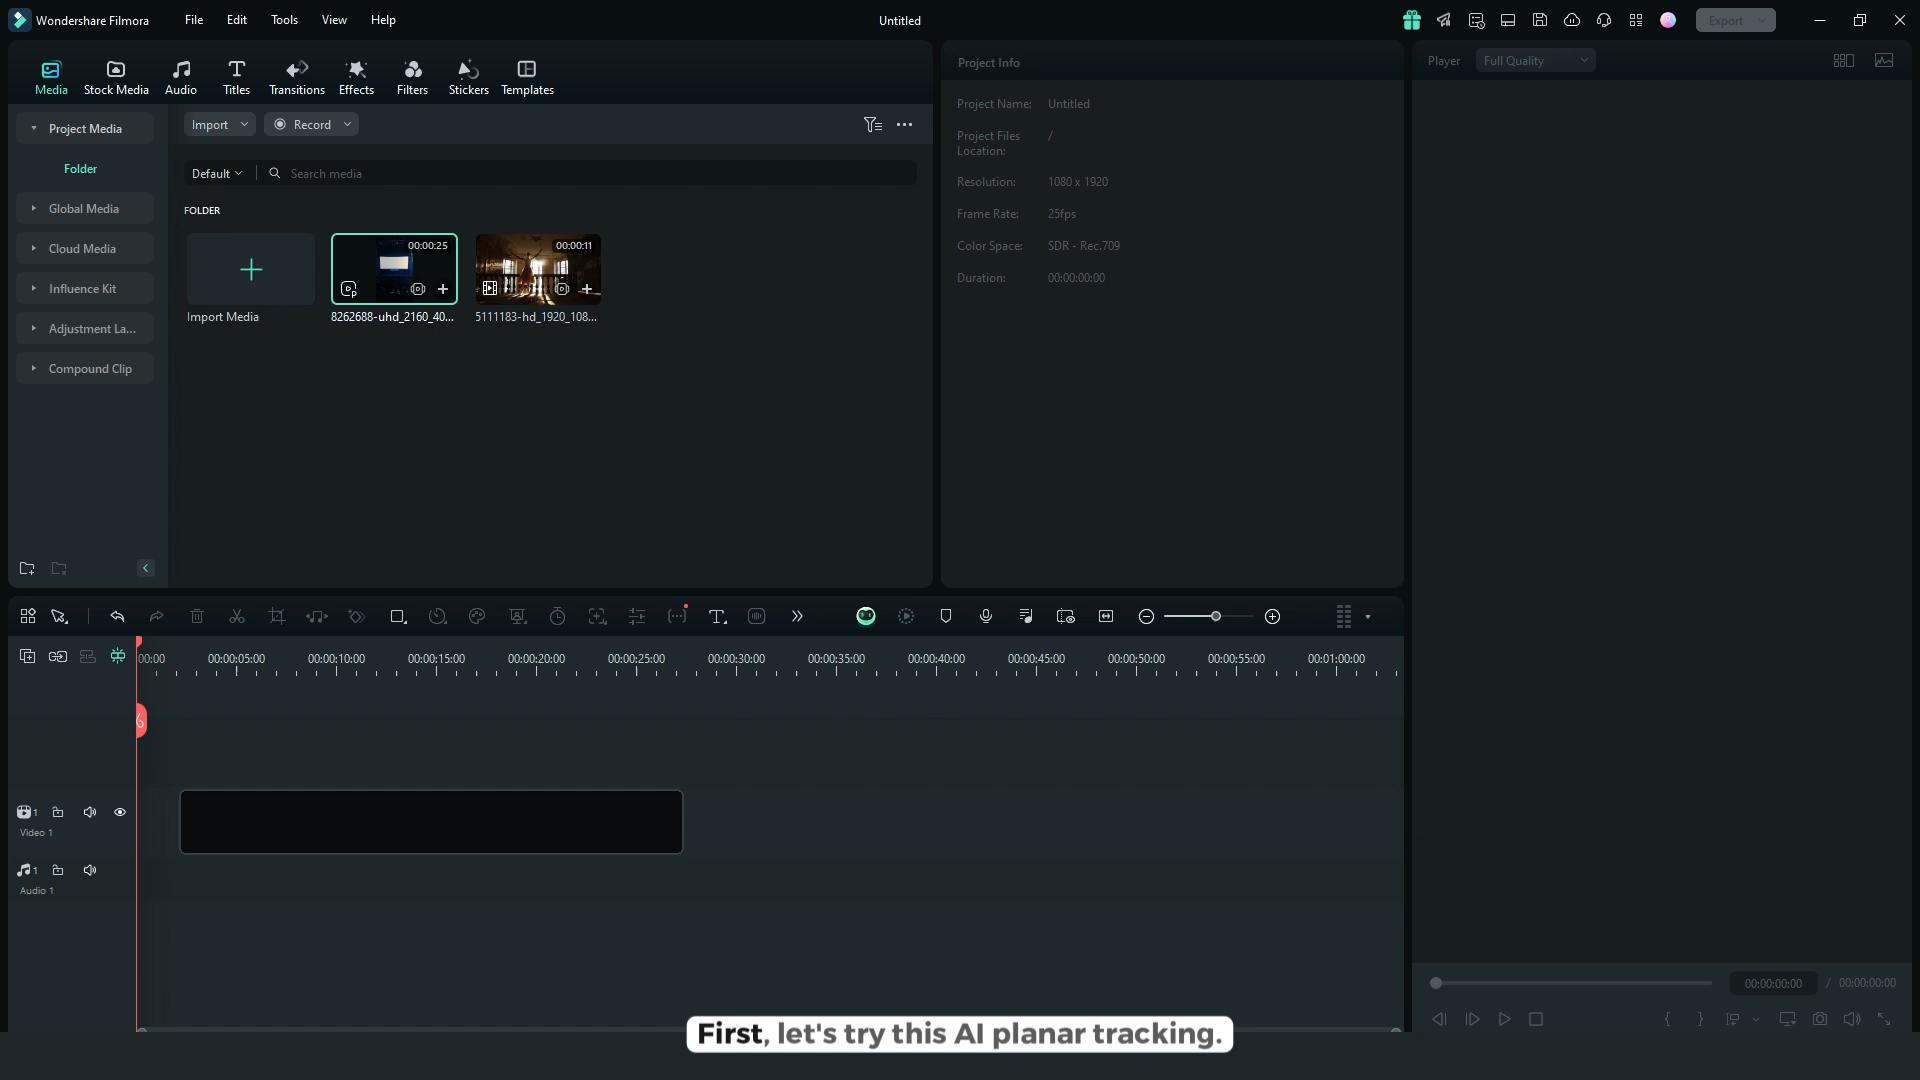 Wondershare Filmora
File
Edit
Tools
View
Help
Untitled
Export
Media
Stock Media
Audio
Titles
Transitions
Effects
Filters
Stickers
Templates
Project Media
Folder
Global Media
Cloud Media
Influence Kit
Adjustment La...
Compound Clip
Import
Record
Default
Search media
FOLDER
Import Media
00:00:25
8262688-uhd_2160_40...
00:00:11
5111183-hd_1920_108...
Project Info
Project Name: Untitled
Project Files Location: /
Resolution: 1080 x 1920
Frame Rate: 25fps
Color Space: SDR - Rec.709
Duration: 00:00:00:00
Player
Full Quality
00:00 00:00:05:00 00:00:10:00 00:00:15:00 00:00:20:00 00:00:25:00 00:00:30:00 00:00:35:00 00:00:40:00 00:00:45:00 00:00:50:00 00:00:55:00 00:01:00:00
1
Video 1
1
Audio 1
00:00:00:00 / 00:00:00:00
First, let's try this AI planar tracking.